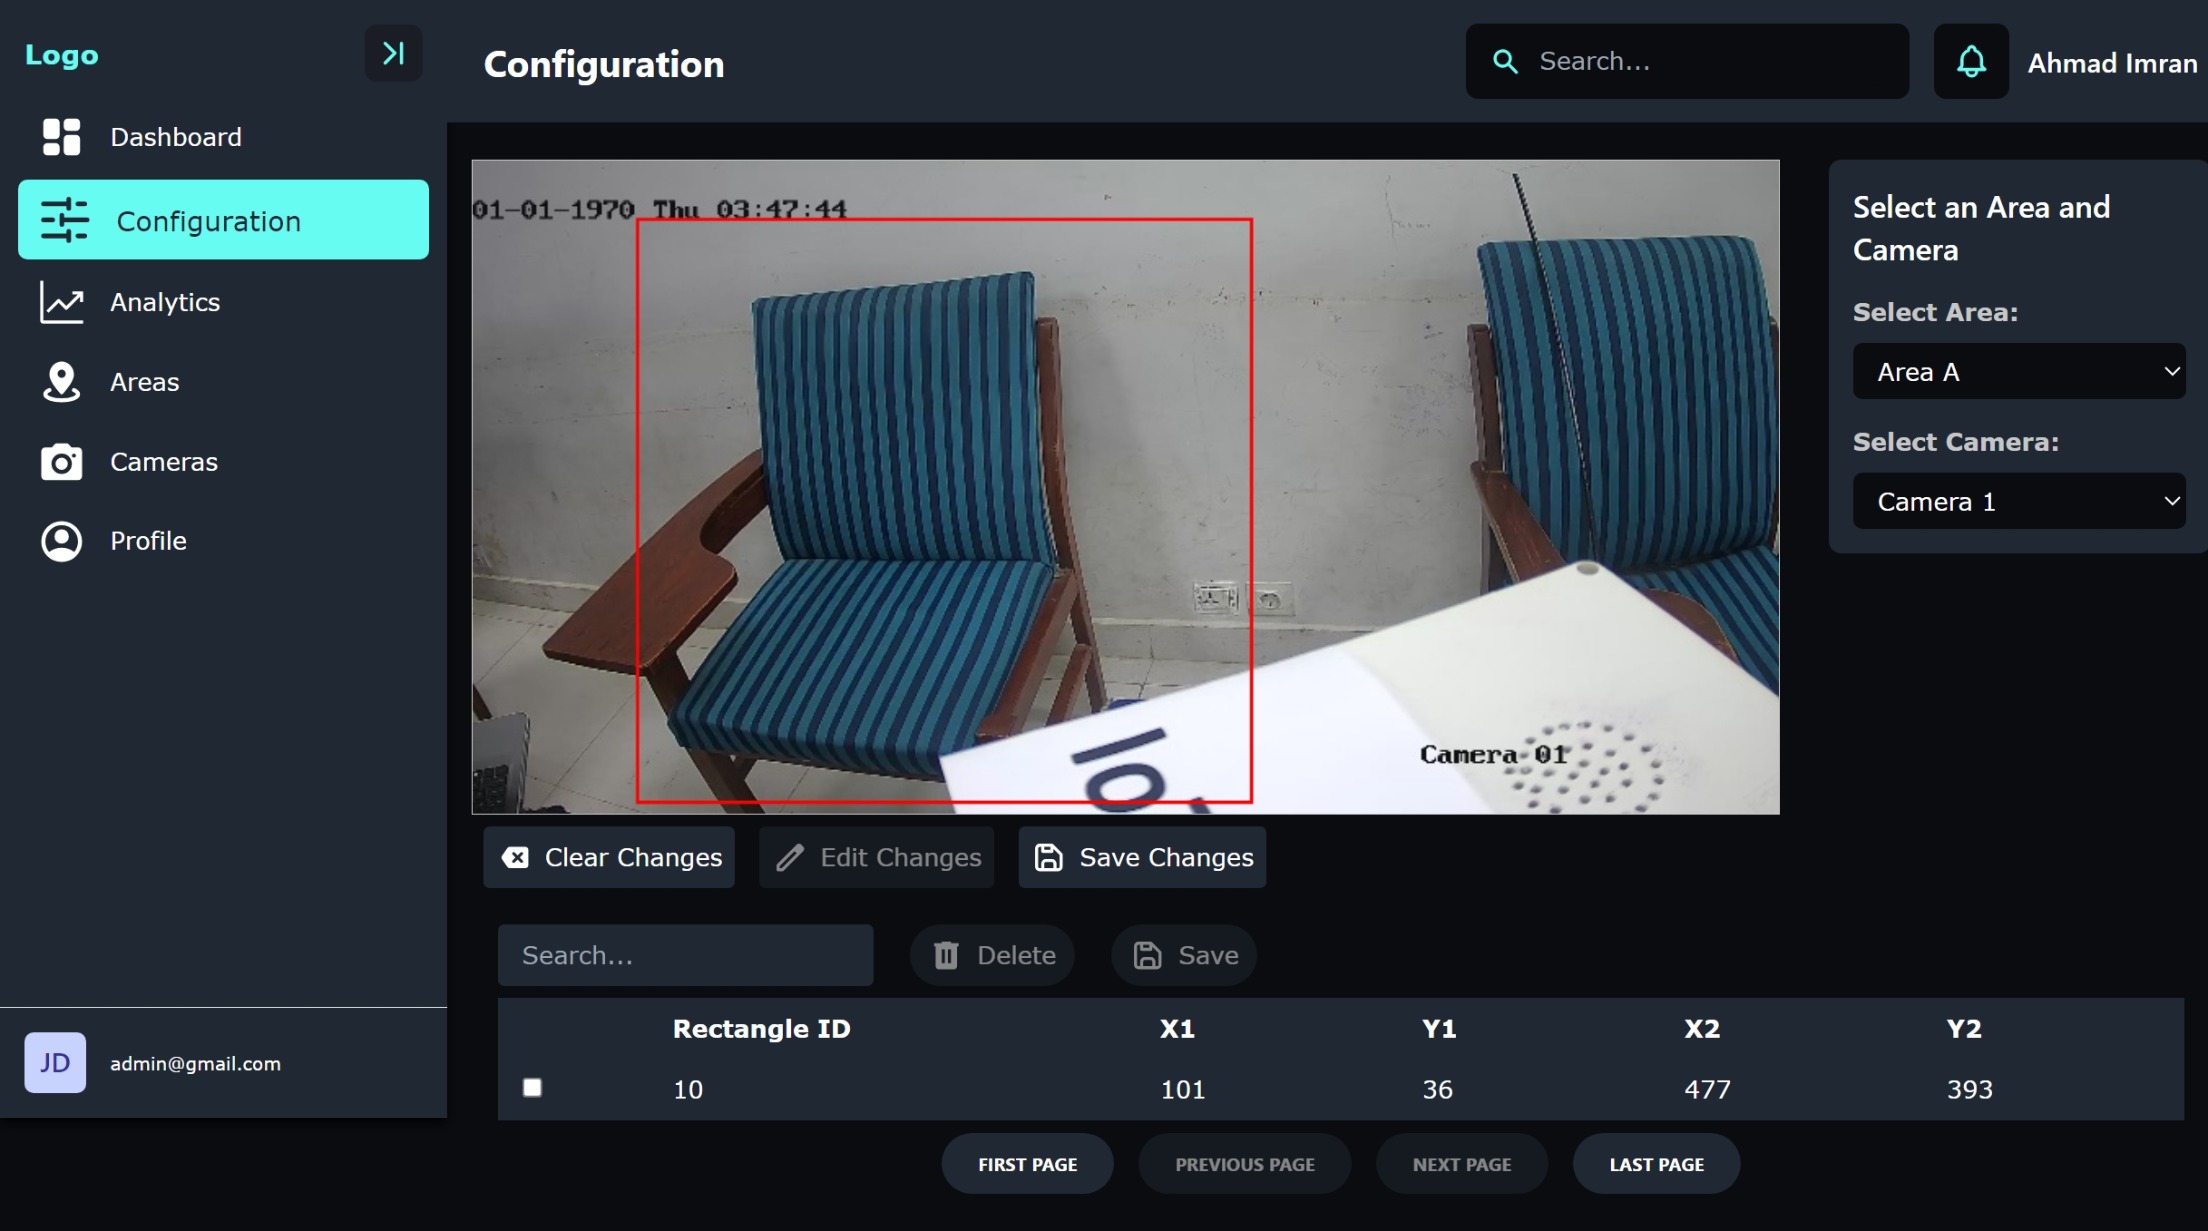 Logo
Configuration
Search...
Ahmad Imran
Dashboard
Configuration
Analytics
Areas
Cameras
Profile
JD
admin@gmail.com
01-01-1970 Thu 03:47:44
Camera 01
Select an Area and
Camera
Select Area:
Area A
Select Camera:
Camera 1
Clear Changes
Edit Changes
Save Changes
Search...
Delete
Save
Rectangle ID X1 Y1 X2 Y2
10 101 36 477 393
FIRST PAGE
PREVIOUS PAGE
NEXT PAGE
LAST PAGE